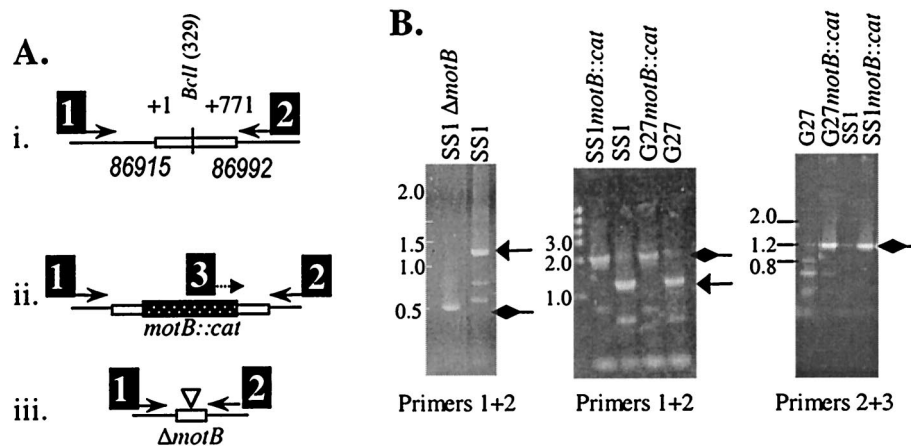 A.
BclI (329)
1
+1
+771
2
i.
86915
86992
1
3
2
ii.
motB::cat
1
2
iii.
ΔmotB
B.
SS1 ΔmotB
SS1
2.0
1.5
1.0
0.5
Primers 1+2
SS1motB::cat
SS1
G27motB::cat
G27
3.0
2.0
1.0
Primers 1+2
G27
G27motB::cat
SS1
SS1motB::cat
2.0
1.2
0.8
Primers 2+3